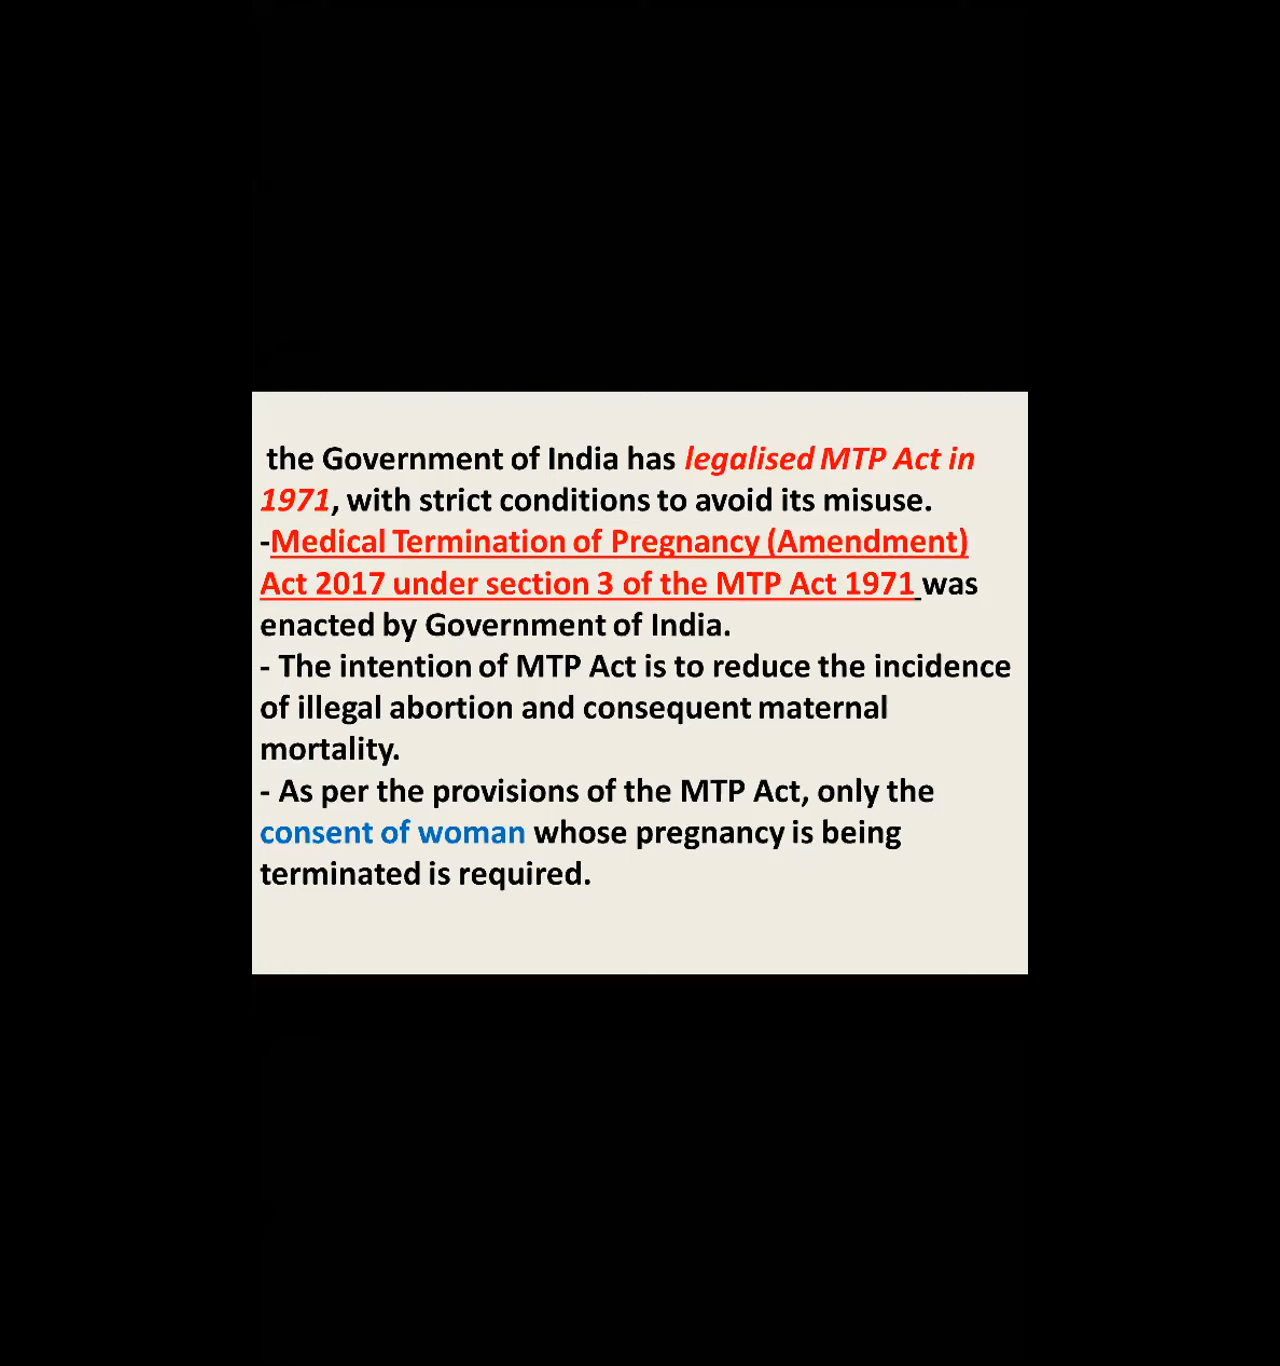 the Government of India has legalised MTP Act in
1971, with strict conditions to avoid its misuse.
-Medical Termination of Pregnancy (Amendment)
Act 2017 under section 3 of the MTP Act 1971 was
enacted by Government of India.
- The intention of MTP Act is to reduce the incidence
of illegal abortion and consequent maternal
mortality.
- As per the provisions of the MTP Act, only the
consent of woman whose pregnancy is being
terminated is required.